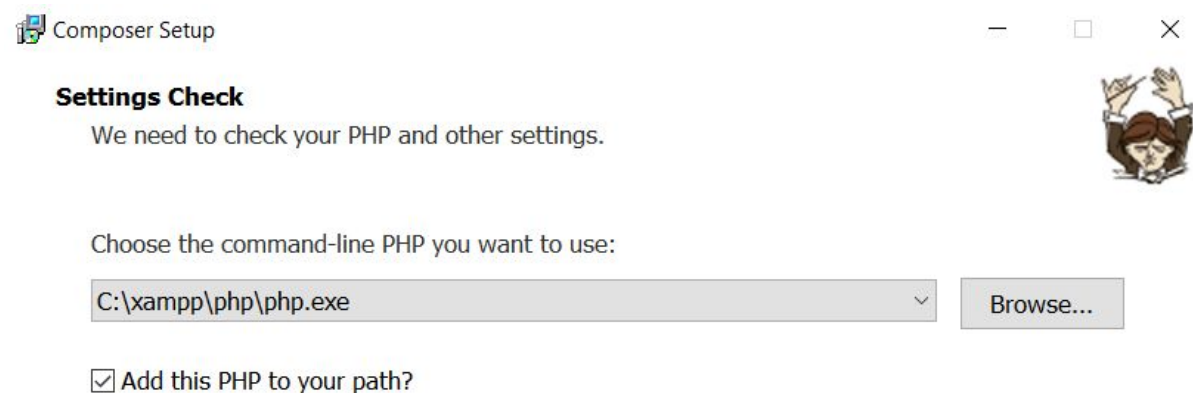 Composer Setup
Settings Check
We need to check your PHP and other settings.
Choose the command-line PHP you want to use:
C:\xampp\php\php.exe
Browse...
Add this PHP to your path?